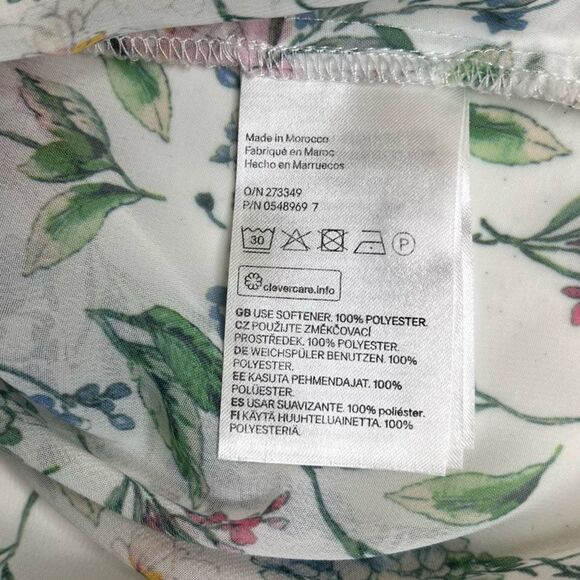 Made in Morocco
Fabriqué en Maroc
Hecho en Marruecos
O/N 273349
P/N 0548969 7
30 P
clevercare.info
GB USE SOFTENER. 100% POLYESTER.
CZ POUŽIJTE ZMĚKČOVACÍ
PROSTŘEDEK. 100% POLYESTER.
DE WEICHSPÜLER BENUTZEN. 100%
POLYESTER.
EE KASUTA PEHMENDAJAT. 100%
POLÜESTER.
ES USAR SUAVIZANTE. 100% poliéster.
FI KÄYTÄ HUUHTELUAINETTA. 100%
POLYESTERIÄ.